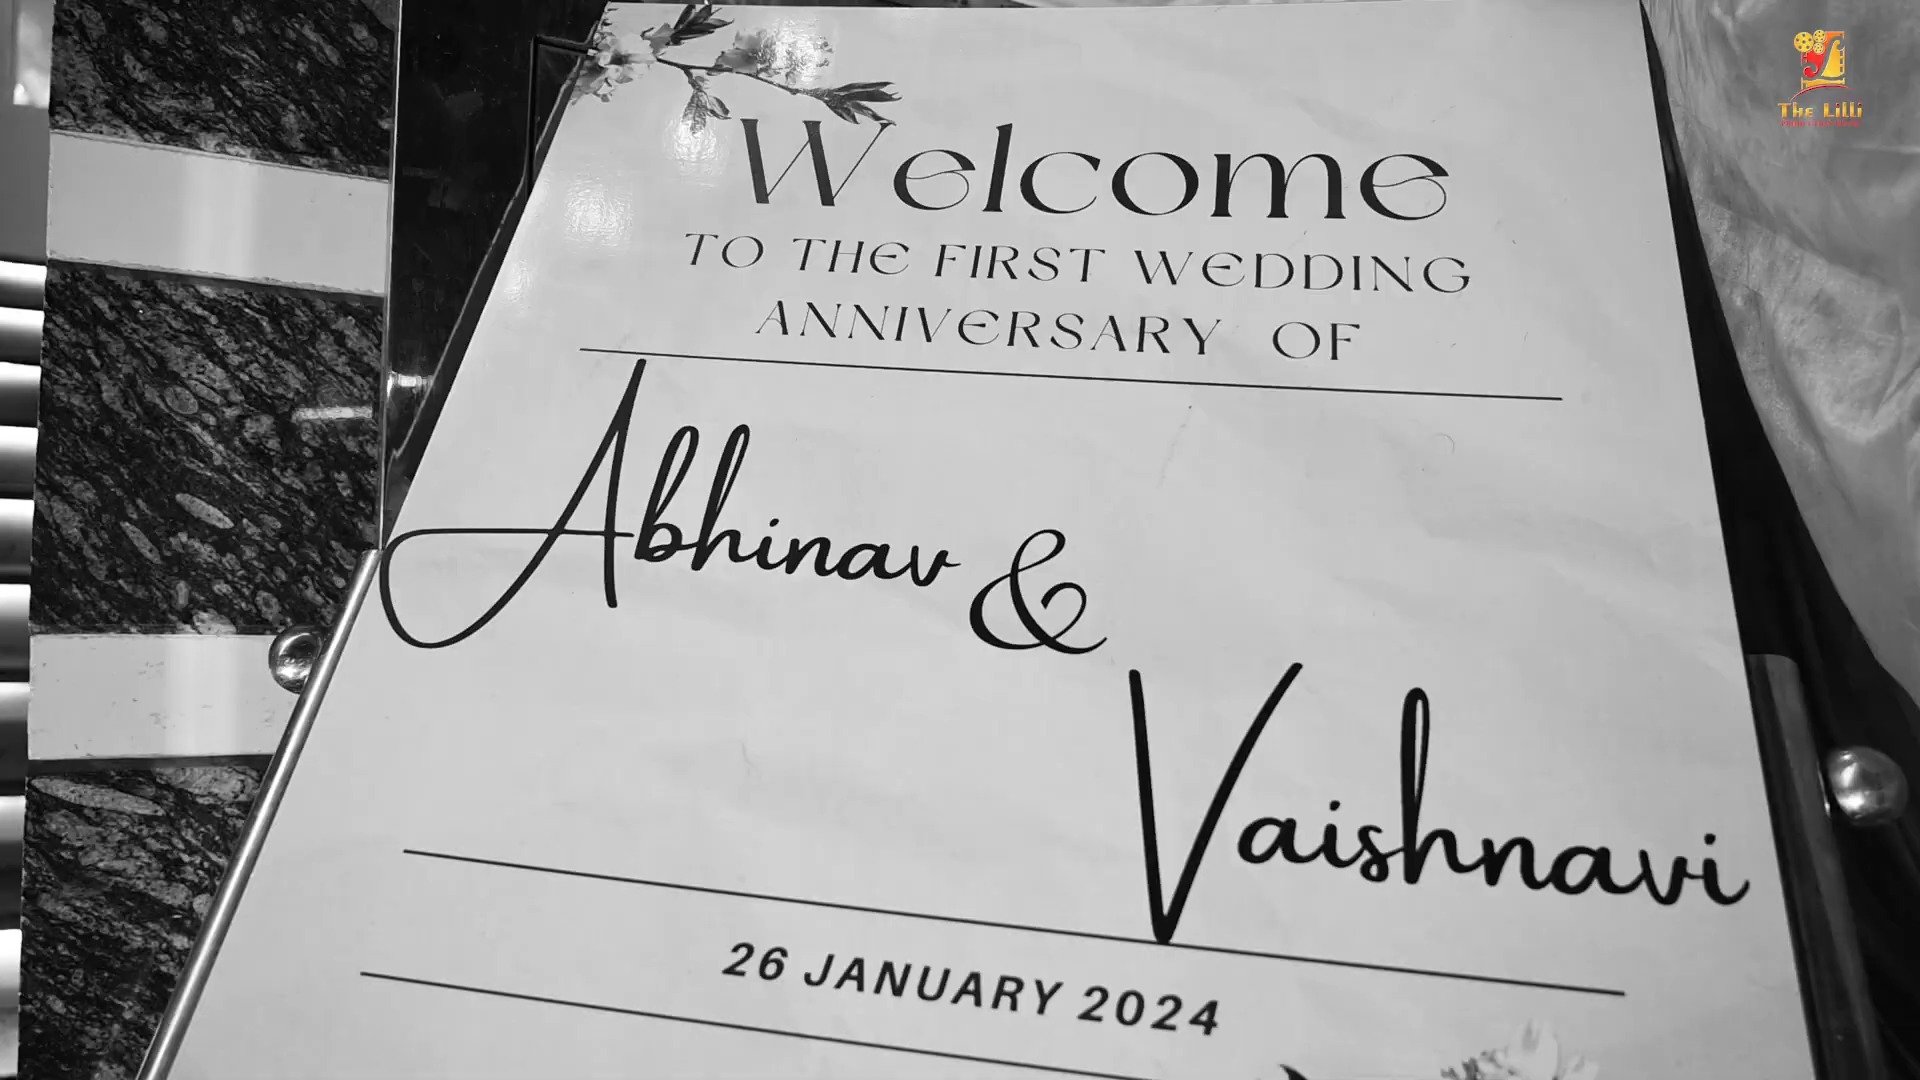 Welcome
TO THE FIRST WEDDING
ANNIVERSARY OF
Abhinav &
Vaishnavi
26 JANUARY 2024
The Lilli